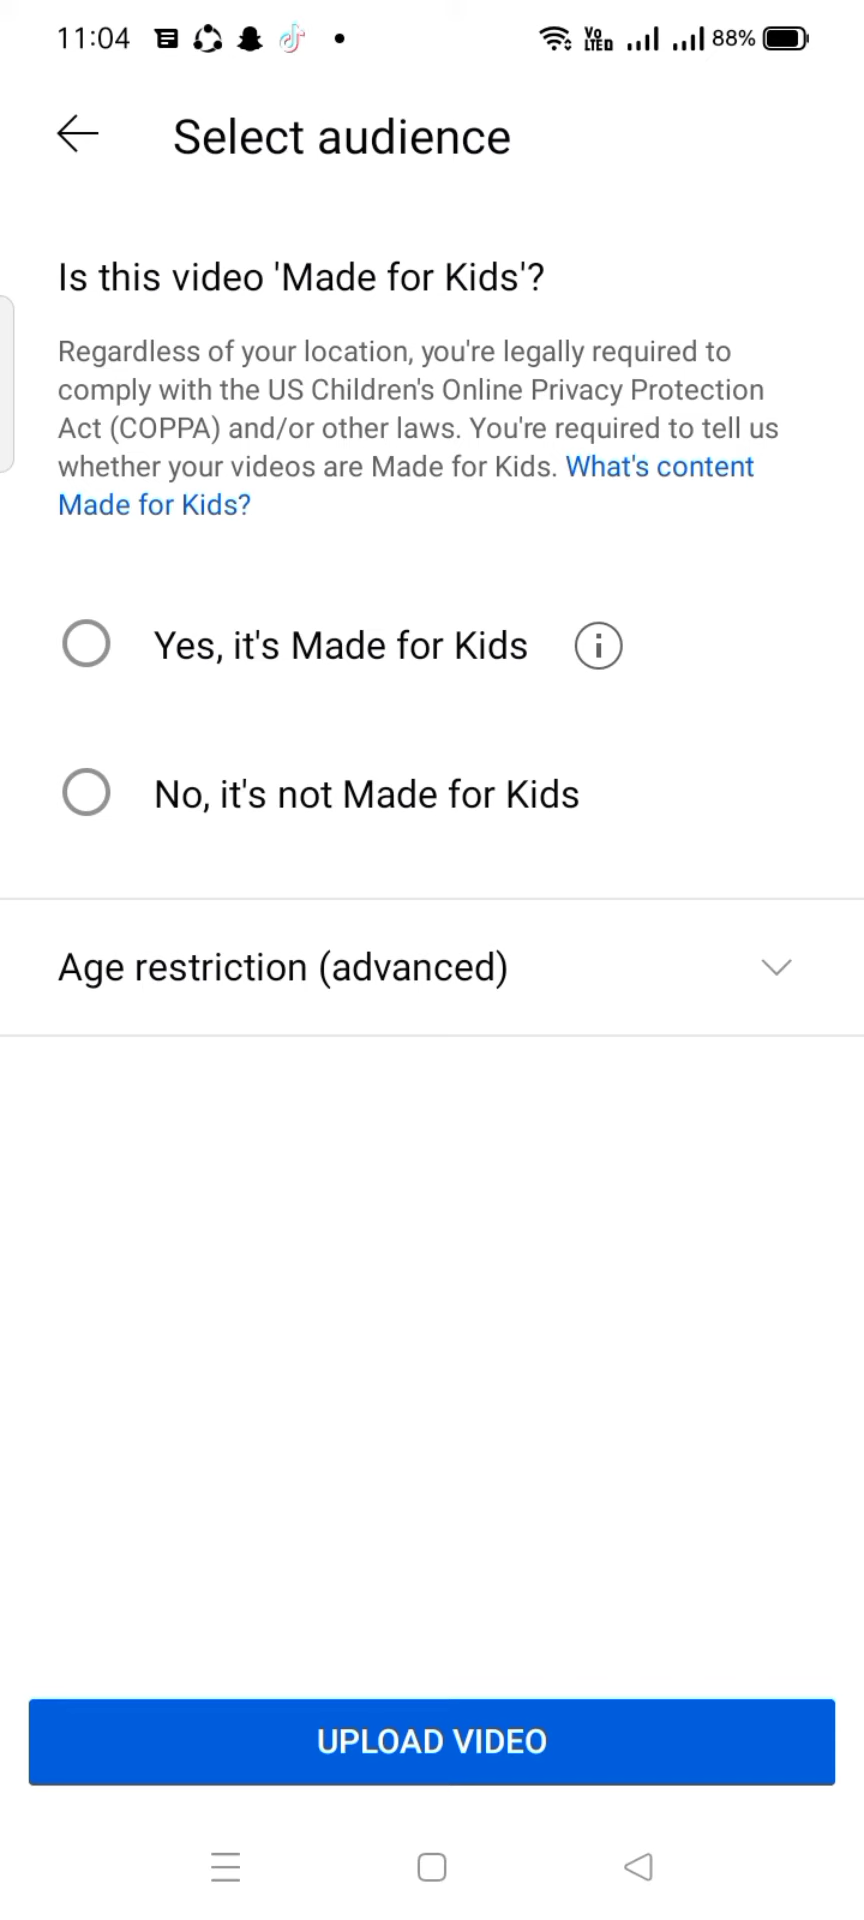 11:04 Vo LTED 88%
Select audience
Is this video 'Made for Kids'?
Regardless of your location, you're legally required to
comply with the US Children's Online Privacy Protection
Act (COPPA) and/or other laws. You're required to tell us
whether your videos are Made for Kids. What's content
Made for Kids?
Yes, it's Made for Kids
No, it's not Made for Kids
Age restriction (advanced)
UPLOAD VIDEO